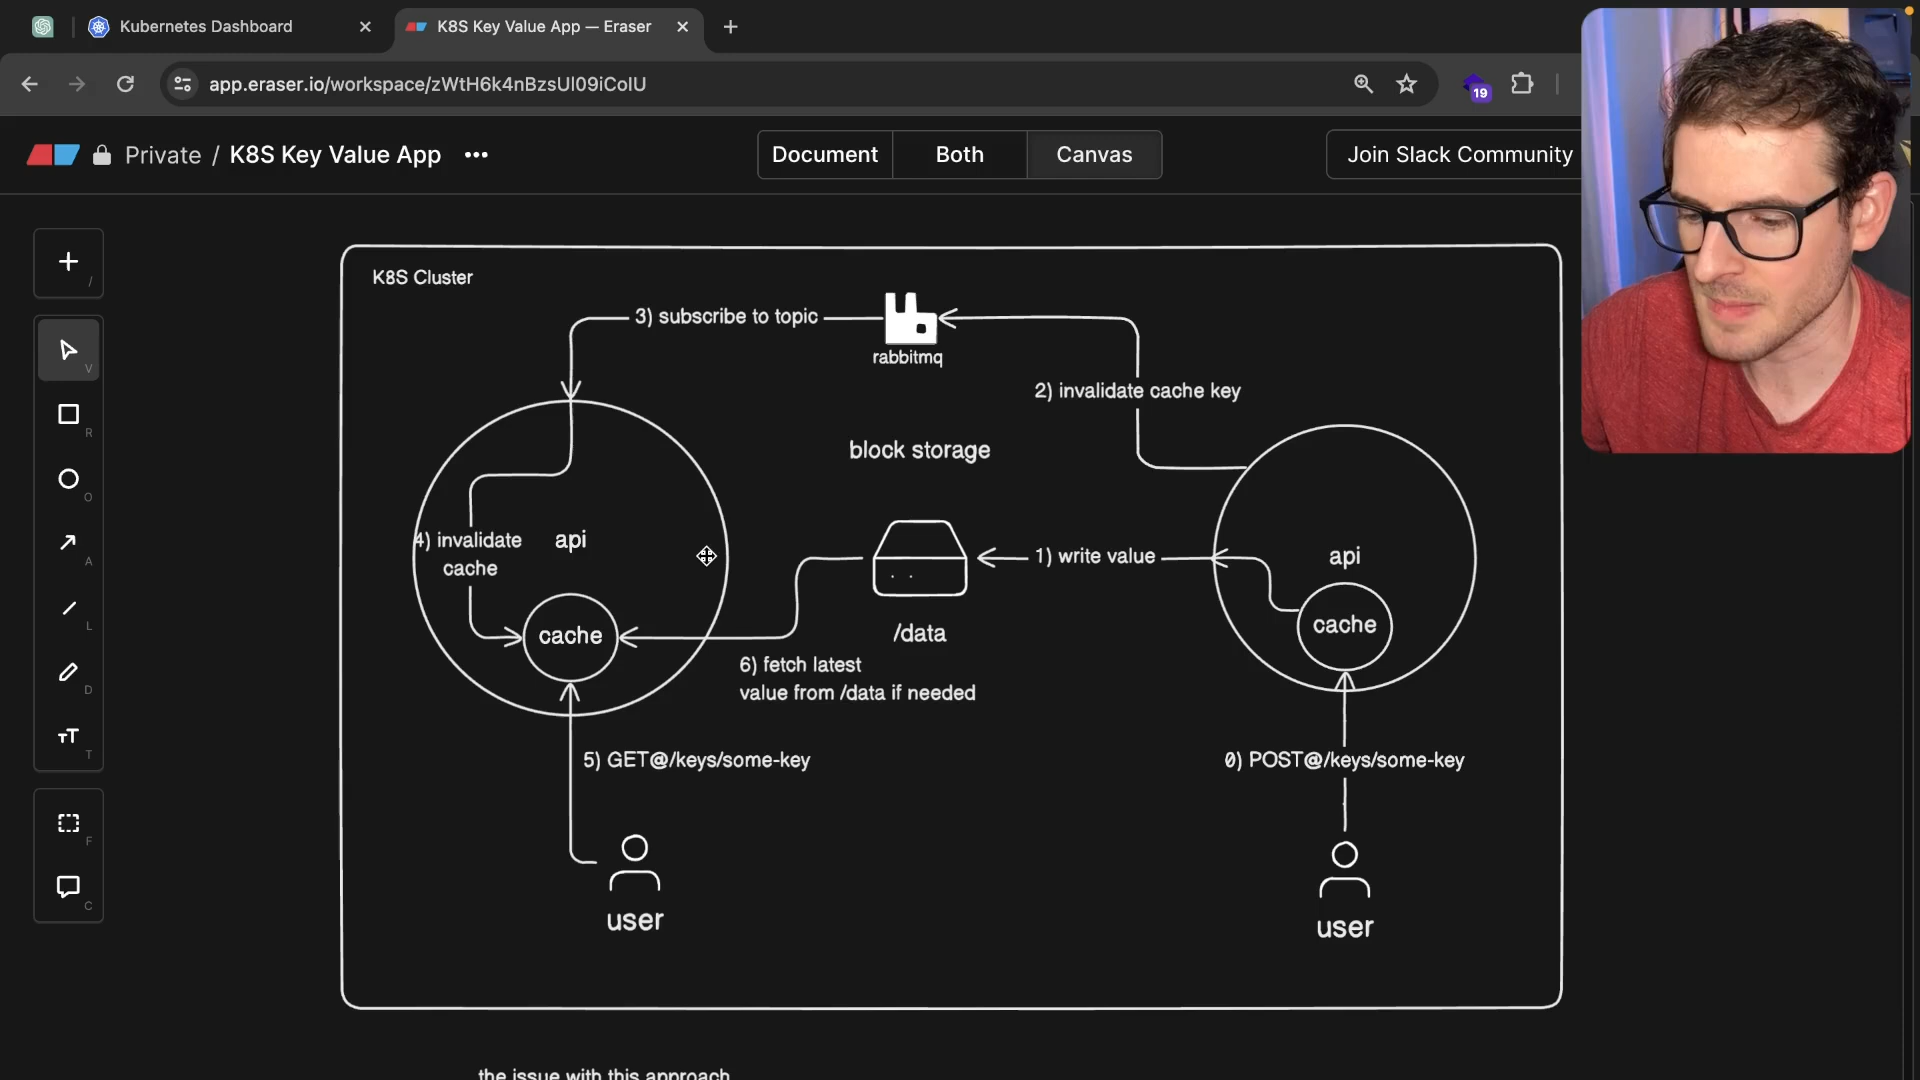 Kubernetes Dashboard
K8S Key Value App — Eraser
app.eraser.io/workspace/zWtH6k4nBzsUl09iColU
19
Private / K8S Key Value App
Document
Both
Canvas
Join Slack Community
/
V
R
O
A
L
D
T
F
C
K8S Cluster
3) subscribe to topic
rabbitmq
2) invalidate cache key
block storage
4) invalidate
cache
api
cache
1) write value
/data
api
cache
6) fetch latest
value from /data if needed
5) GET@/keys/some-key
0) POST@/keys/some-key
user
user
the issue with this approach